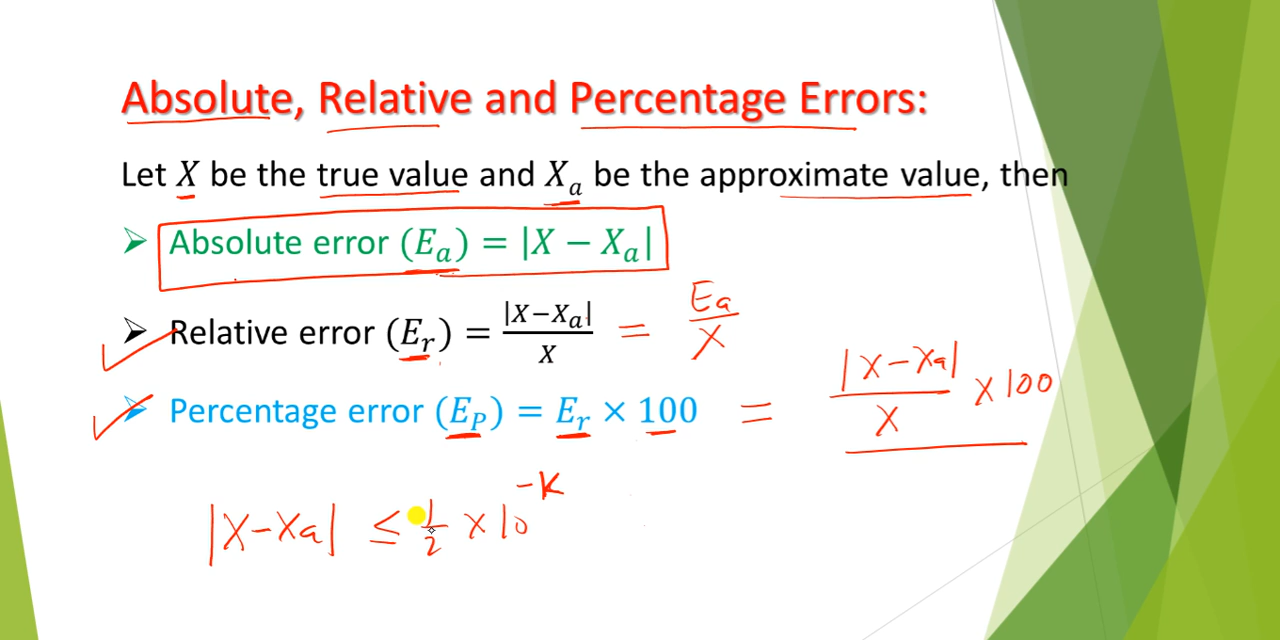 Absolute, Relative and Percentage Errors:
Let X be the true value and Xₐ be the approximate value, then
➢ Absolute error (Eₐ) = |X − Xₐ|
➢ Relative error (Eᵣ) = |X−Xₐ|/X = Eₐ/X
➢ Percentage error (E_P) = Eᵣ × 100 = |X−Xₐ|/X × 100
|X−Xₐ| ≤ 1/2 × 10^−K